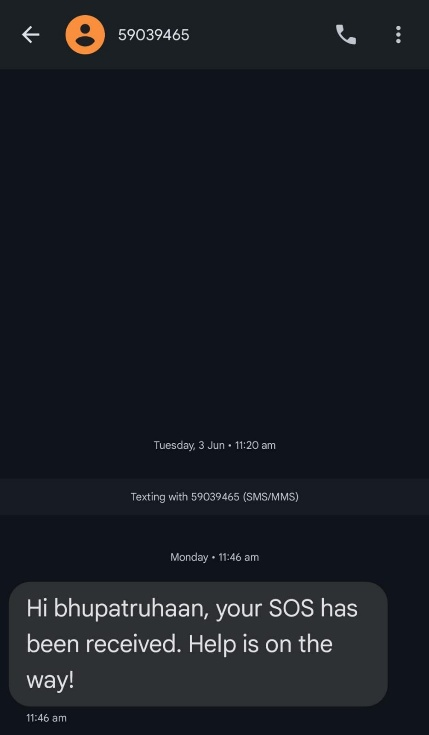 59039465
Tuesday, 3 Jun • 11:20 am
Texting with 59039465 (SMS/MMS)
Monday • 11:46 am
Hi bhupatruhaan, your SOS has
been received. Help is on the
way!
11:46 am